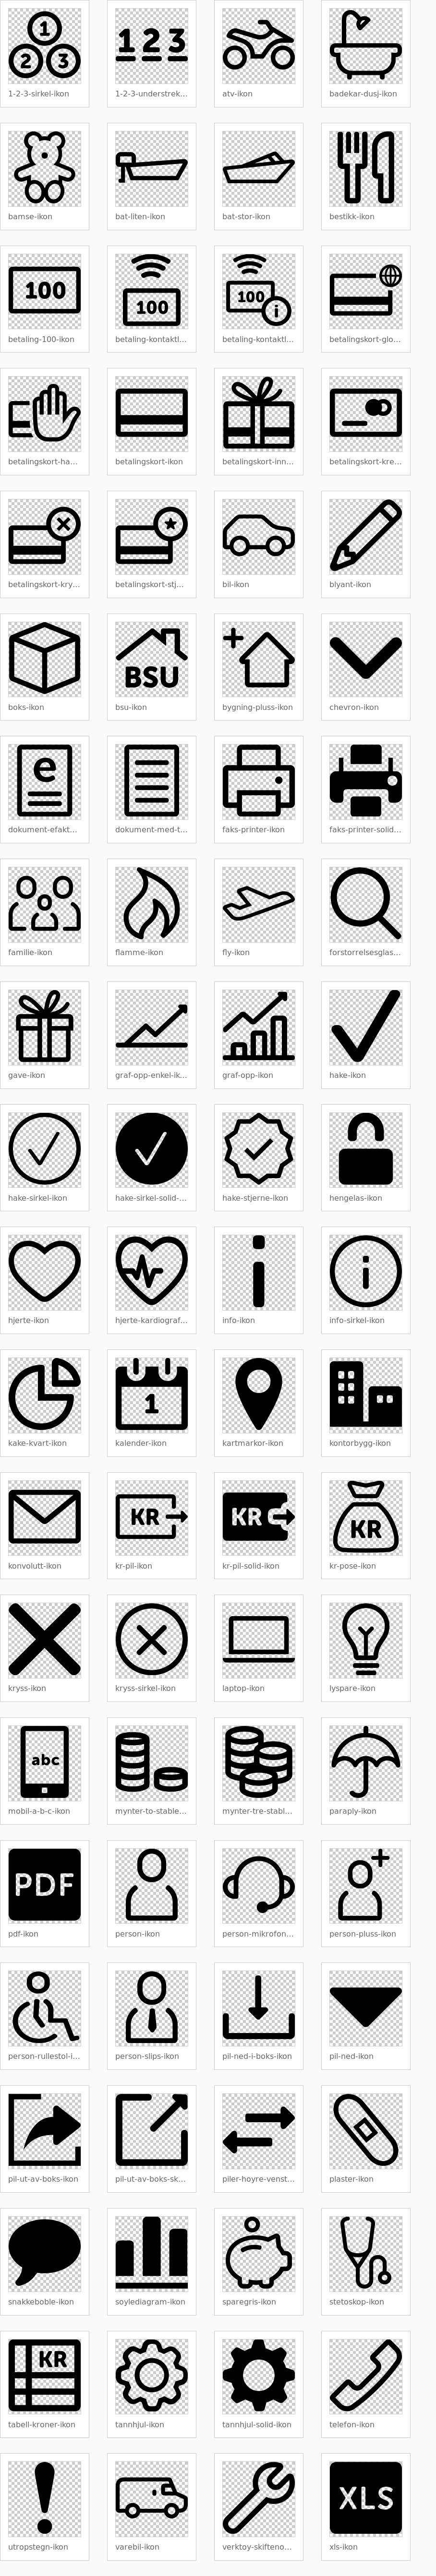 1 2 3 1 2 3
1-2-3-sirkel-ikon 1-2-3-understrek... atv-ikon badekar-dusj-ikon
bamse-ikon bat-liten-ikon bat-stor-ikon bestikk-ikon
100 100 100 i
betaling-100-ikon betaling-kontaktl... betaling-kontaktl... betalingskort-glo...
betalingskort-ha... betalingskort-ikon betalingskort-inn... betalingskort-kre...
betalingskort-kry... betalingskort-stj... bil-ikon blyant-ikon
BSU
boks-ikon bsu-ikon bygning-pluss-ikon chevron-ikon
e
dokument-efakt... dokument-med-t... faks-printer-ikon faks-printer-solid...
familie-ikon flamme-ikon fly-ikon forstorrelsesglas...
gave-ikon graf-opp-enkel-ik... graf-opp-ikon hake-ikon
hake-sirkel-ikon hake-sirkel-solid-... hake-stjerne-ikon hengelas-ikon
i i
hjerte-ikon hjerte-kardiograf... info-ikon info-sirkel-ikon
1
kake-kvart-ikon kalender-ikon kartmarkor-ikon kontorbygg-ikon
KR KR KR
konvolutt-ikon kr-pil-ikon kr-pil-solid-ikon kr-pose-ikon
kryss-ikon kryss-sirkel-ikon laptop-ikon lyspare-ikon
abc
mobil-a-b-c-ikon mynter-to-stable... mynter-tre-stabl... paraply-ikon
PDF
pdf-ikon person-ikon person-mikrofon... person-pluss-ikon
person-rullestol-i... person-slips-ikon pil-ned-i-boks-ikon pil-ned-ikon
pil-ut-av-boks-ikon pil-ut-av-boks-sk... piler-hoyre-venst... plaster-ikon
snakkeboble-ikon soylediagram-ikon sparegris-ikon stetoskop-ikon
KR
tabell-kroner-ikon tannhjul-ikon tannhjul-solid-ikon telefon-ikon
! XLS
utropstegn-ikon varebil-ikon verktoy-skifteno... xls-ikon